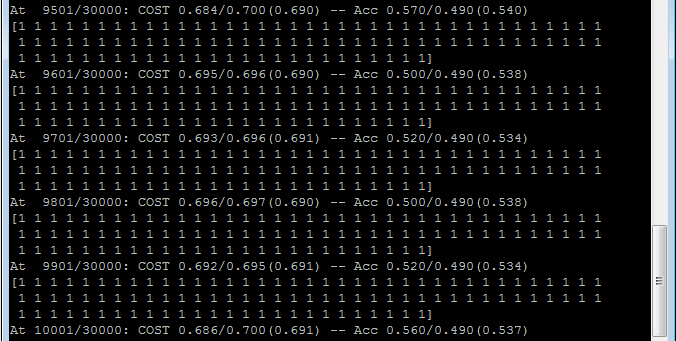 At  9501/30000: COST 0.684/0.700(0.690) -- Acc 0.570/0.490(0.540)
[1 1 1 1 1 1 1 1 1 1 1 1 1 1 1 1 1 1 1 1 1 1 1 1 1 1 1 1 1 1 1 1 1 1 1 1 1
1 1 1 1 1 1 1 1 1 1 1 1 1 1 1 1 1 1 1 1 1 1 1 1 1 1 1 1 1 1 1 1 1 1 1 1 1
1 1 1 1 1 1 1 1 1 1 1 1 1 1 1 1 1 1 1 1 1 1 1 1 1 1]
At  9601/30000: COST 0.695/0.696(0.690) -- Acc 0.500/0.490(0.538)
[1 1 1 1 1 1 1 1 1 1 1 1 1 1 1 1 1 1 1 1 1 1 1 1 1 1 1 1 1 1 1 1 1 1 1 1 1
1 1 1 1 1 1 1 1 1 1 1 1 1 1 1 1 1 1 1 1 1 1 1 1 1 1 1 1 1 1 1 1 1 1 1 1 1
1 1 1 1 1 1 1 1 1 1 1 1 1 1 1 1 1 1 1 1 1 1 1 1 1 1]
At  9701/30000: COST 0.693/0.696(0.691) -- Acc 0.520/0.490(0.534)
[1 1 1 1 1 1 1 1 1 1 1 1 1 1 1 1 1 1 1 1 1 1 1 1 1 1 1 1 1 1 1 1 1 1 1 1 1
1 1 1 1 1 1 1 1 1 1 1 1 1 1 1 1 1 1 1 1 1 1 1 1 1 1 1 1 1 1 1 1 1 1 1 1 1
1 1 1 1 1 1 1 1 1 1 1 1 1 1 1 1 1 1 1 1 1 1 1 1 1 1]
At  9801/30000: COST 0.696/0.697(0.690) -- Acc 0.500/0.490(0.538)
[1 1 1 1 1 1 1 1 1 1 1 1 1 1 1 1 1 1 1 1 1 1 1 1 1 1 1 1 1 1 1 1 1 1 1 1 1
1 1 1 1 1 1 1 1 1 1 1 1 1 1 1 1 1 1 1 1 1 1 1 1 1 1 1 1 1 1 1 1 1 1 1 1 1
1 1 1 1 1 1 1 1 1 1 1 1 1 1 1 1 1 1 1 1 1 1 1 1 1 1]
At  9901/30000: COST 0.692/0.695(0.691) -- Acc 0.520/0.490(0.534)
[1 1 1 1 1 1 1 1 1 1 1 1 1 1 1 1 1 1 1 1 1 1 1 1 1 1 1 1 1 1 1 1 1 1 1 1 1
1 1 1 1 1 1 1 1 1 1 1 1 1 1 1 1 1 1 1 1 1 1 1 1 1 1 1 1 1 1 1 1 1 1 1 1 1
1 1 1 1 1 1 1 1 1 1 1 1 1 1 1 1 1 1 1 1 1 1 1 1 1 1]
At 10001/30000: COST 0.686/0.700(0.691) -- Acc 0.560/0.490(0.537)